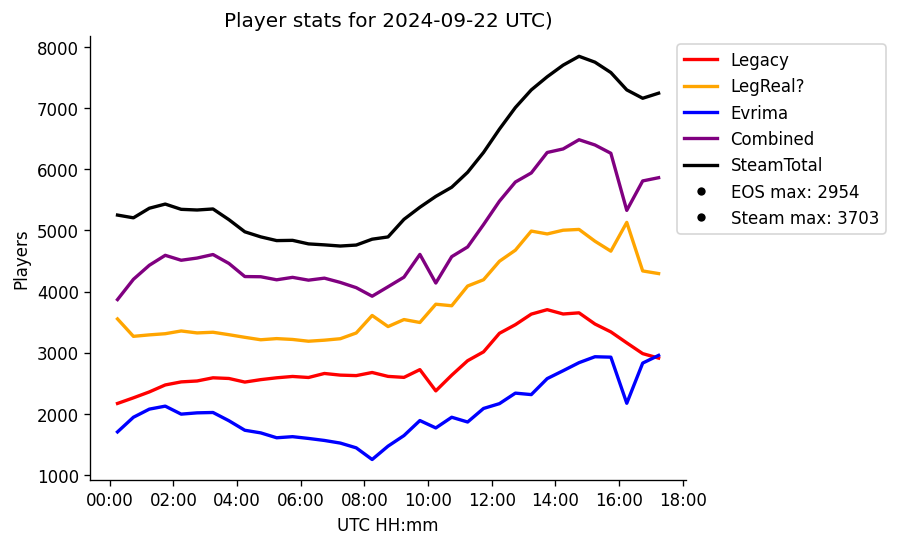 Player stats for 2024-09-22 UTC)
Players
8000
7000
6000
5000
4000
3000
2000
1000
00:00 02:00 04:00 06:00 08:00 10:00 12:00 14:00 16:00 18:00
UTC HH:mm
Legacy
LegReal?
Evrima
Combined
SteamTotal
EOS max: 2954
Steam max: 3703